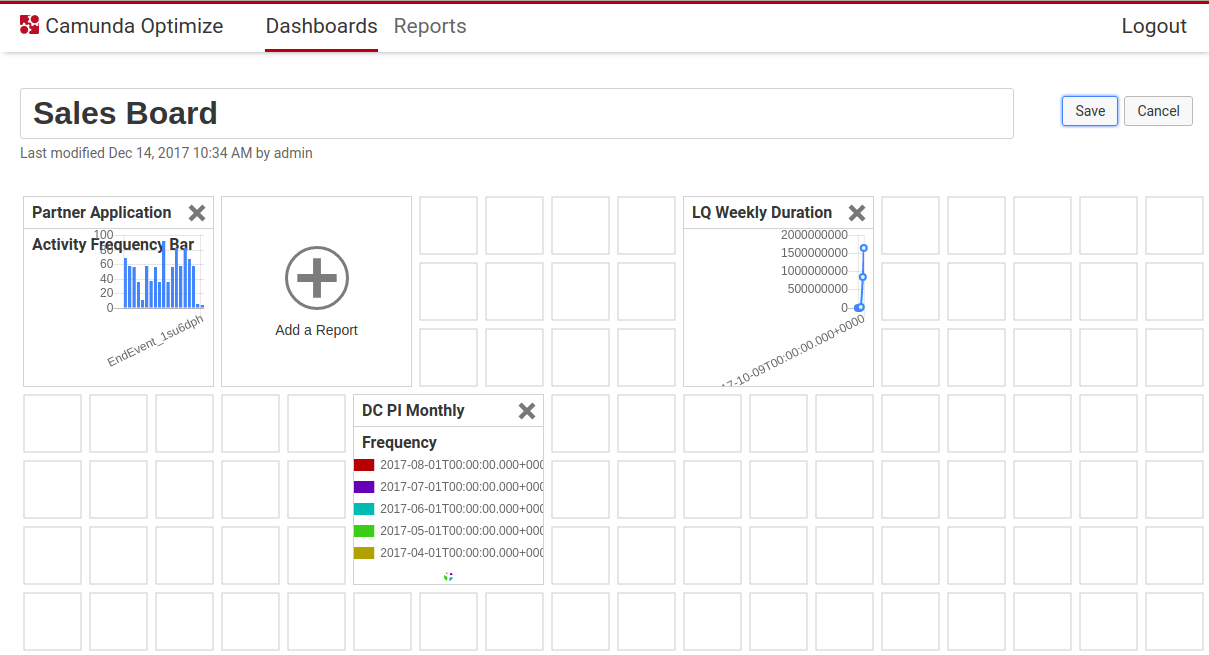 Camunda Optimize Dashboards Reports Logout
Sales Board
Save Cancel
Last modified Dec 14, 2017 10:34 AM by admin
Partner Application
Activity Frequency Bar
100
80
60
40
20
0
EndEvent_1su6dph
Add a Report
LQ Weekly Duration
2000000000
1500000000
1000000000
500000000
0
17-10-09T00:00:00.000+0000
DC PI Monthly
Frequency
2017-08-01T00:00:00.000+000
2017-07-01T00:00:00.000+000
2017-06-01T00:00:00.000+000
2017-05-01T00:00:00.000+000
2017-04-01T00:00:00.000+000